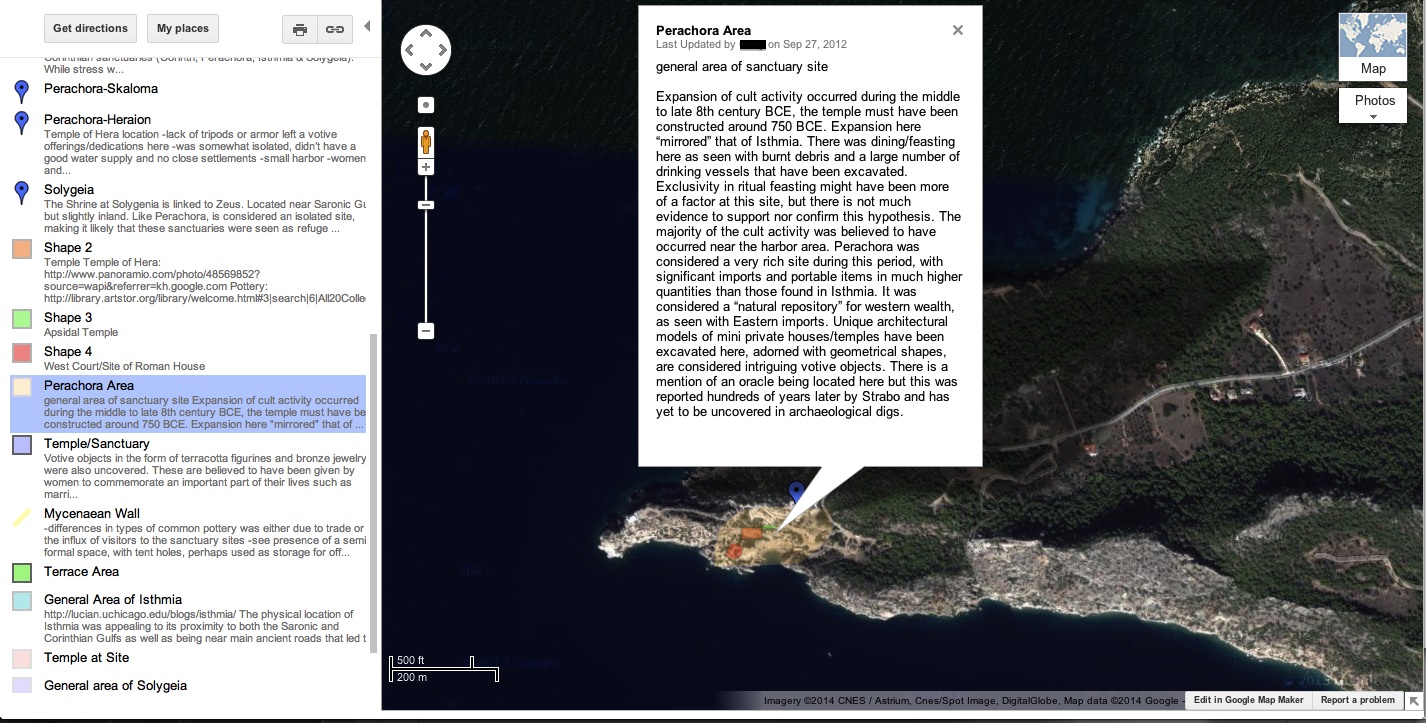 Get directions
My places
Corinthian sanctuaries (Corinth, Perachora, Isthmia & Solygeia).
While stress w...
Perachora-Skaloma
Perachora-Heraion
Temple of Hera location -lack of tripods or armor left a votive
offerings/dedications here -was somewhat isolated, didn't have a
good water supply and no close settlements -small harbor -women
and...
Solygeia
The Shrine at Solygenia is linked to Zeus. Located near Saronic Gu
but slightly inland. Like Perachora, is considered an isolated site,
making it likely that these sanctuaries were seen as refuge ...
Shape 2
Temple Temple of Hera:
http://www.panoramio.com/photo/48569852?
source=wapi&referrer=kh.google.com Pottery:
http://library.artstor.org/library/welcome.html#3|search|6|All20Colle
Shape 3
Apsidal Temple
Shape 4
West Court/Site of Roman House
Perachora Area
general area of sanctuary site Expansion of cult activity occurred
during the middle to late 8th century BCE, the temple must have be
constructed around 750 BCE. Expansion here "mirrored" that of ...
Temple/Sanctuary
Votive objects in the form of terracotta figurines and bronze jewelry
were also uncovered. These are believed to have been given by
women to commemorate an important part of their lives such as
marri...
Mycenaean Wall
-differences in types of common pottery was either due to trade or
the influx of visitors to the sanctuary sites -see presence of a semi
formal space, with tent holes, perhaps used as storage for off...
Terrace Area
General Area of Isthmia
http://lucian.uchicago.edu/blogs/isthmia/ The physical location of
Isthmia was appealing to its proximity to both the Saronic and
Corinthian Gulfs as well as being near main ancient roads that led t
Temple at Site
General area of Solygeia
Perachora Area
Last Updated by on Sep 27, 2012
general area of sanctuary site
Expansion of cult activity occurred during the middle
to late 8th century BCE, the temple must have been
constructed around 750 BCE. Expansion here
“mirrored” that of Isthmia. There was dining/feasting
here as seen with burnt debris and a large number of
drinking vessels that have been excavated.
Exclusivity in ritual feasting might have been more
of a factor at this site, but there is not much
evidence to support nor confirm this hypothesis. The
majority of the cult activity was believed to have
occurred near the harbor area. Perachora was
considered a very rich site during this period, with
significant imports and portable items in much higher
quantities than those found in Isthmia. It was
considered a “natural repository” for western wealth,
as seen with Eastern imports. Unique architectural
models of mini private houses/temples have been
excavated here, adorned with geometrical shapes,
are considered intriguing votive objects. There is a
mention of an oracle being located here but this was
reported hundreds of years later by Strabo and has
yet to be uncovered in archaeological digs.
Map
Photos
500 ft
200 m
Imagery ©2014 CNES / Astrium, Cnes/Spot Image, DigitalGlobe, Map data ©2014 Google -
Edit in Google Map Maker
Report a problem